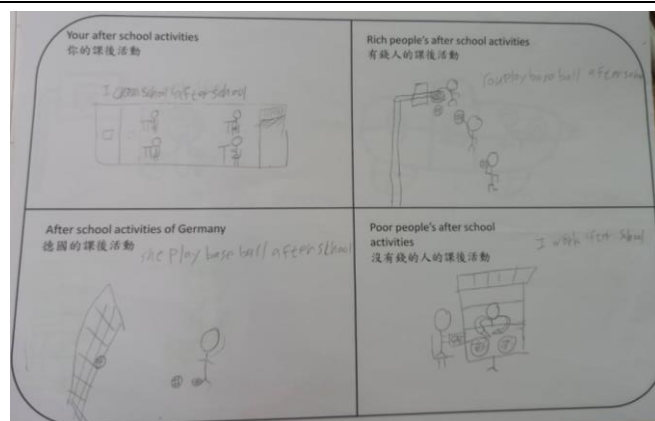 Your after school activities
你的課後活動
I cram school after school
Rich people's after school activities
有錢人的課後活動
You play base ball after school
After school activities of Germany
德國的課後活動
she play base ball after school
Poor people's after school
activities
沒有錢的人的課後活動
I work after school